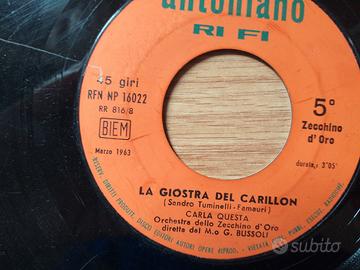 antoniano
RI FI
45 giri
RFN NP 16022
RR 816/8
BIEM
Marzo 1963
5°
Zecchino
d'Oro
durata, 3'05"
LA GIOSTRA DEL CARILLON
(Sandro Tuminelli-Famauri)
CARLA QUESTA
Orchestra dello Zecchino d'Oro
diretta dal M.o G. BUSSOLI
subito